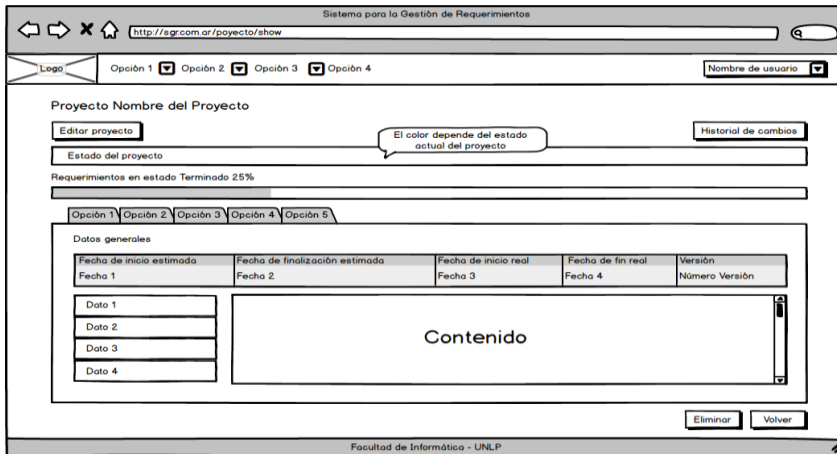 Sistema para la Gestión de Requerimientos
http://sgr.com.ar/poyecto/show
Logo Opción 1 Opción 2 Opción 3 Opción 4 Nombre de usuario
Proyecto Nombre del Proyecto
Editar proyecto Historial de cambios
El color depende del estado
actual del proyecto
Estado del proyecto
Requerimientos en estado Terminado 25%
Opción 1 Opción 2 Opción 3 Opción 4 Opción 5
Datos generales
Fecha de inicio estimada Fecha de finalización estimada Fecha de inicio real Fecha de fin real Versión
Fecha 1 Fecha 2 Fecha 3 Fecha 4 Número Versión
Dato 1
Dato 2
Dato 3
Dato 4
Contenido
Eliminar Volver
Facultad de Informática - UNLP